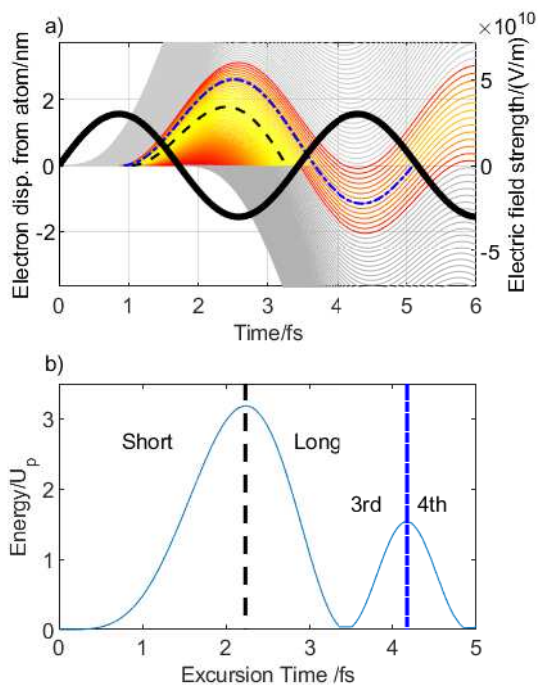 a)
×10^10
Electron disp. from atom/nm
2
0
-2
5
0
-5
Electric field strength/(V/m)
0 1 2 3 4 5 6
Time/fs
b)
Energy/U_p
3
2
1
0
Short
Long
3rd
4th
0 1 2 3 4 5
Excursion Time /fs